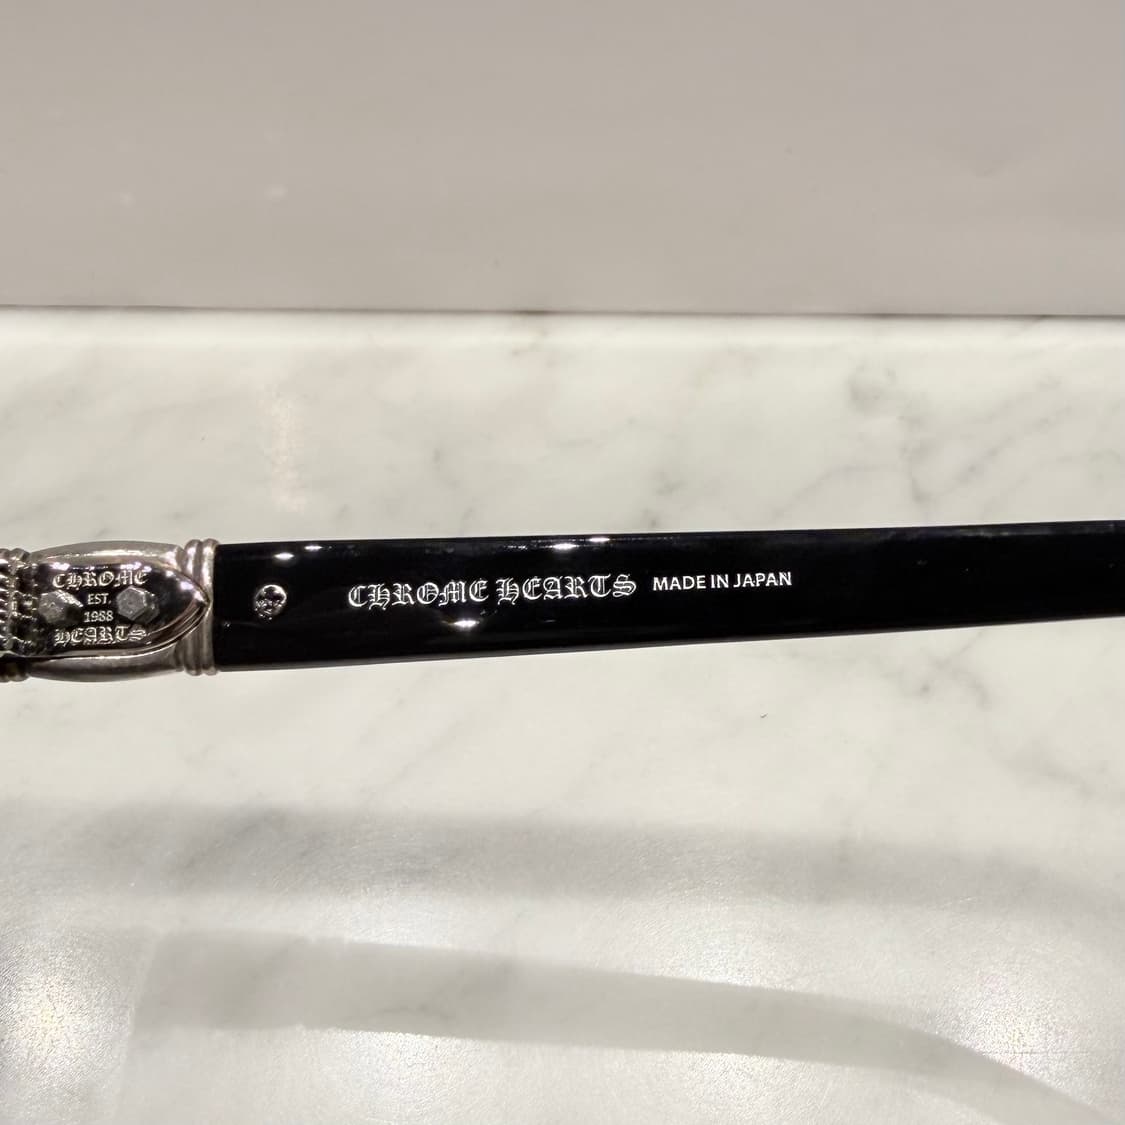 CHROME
EST.
1988
HEARTS
CHROME HEARTS MADE IN JAPAN